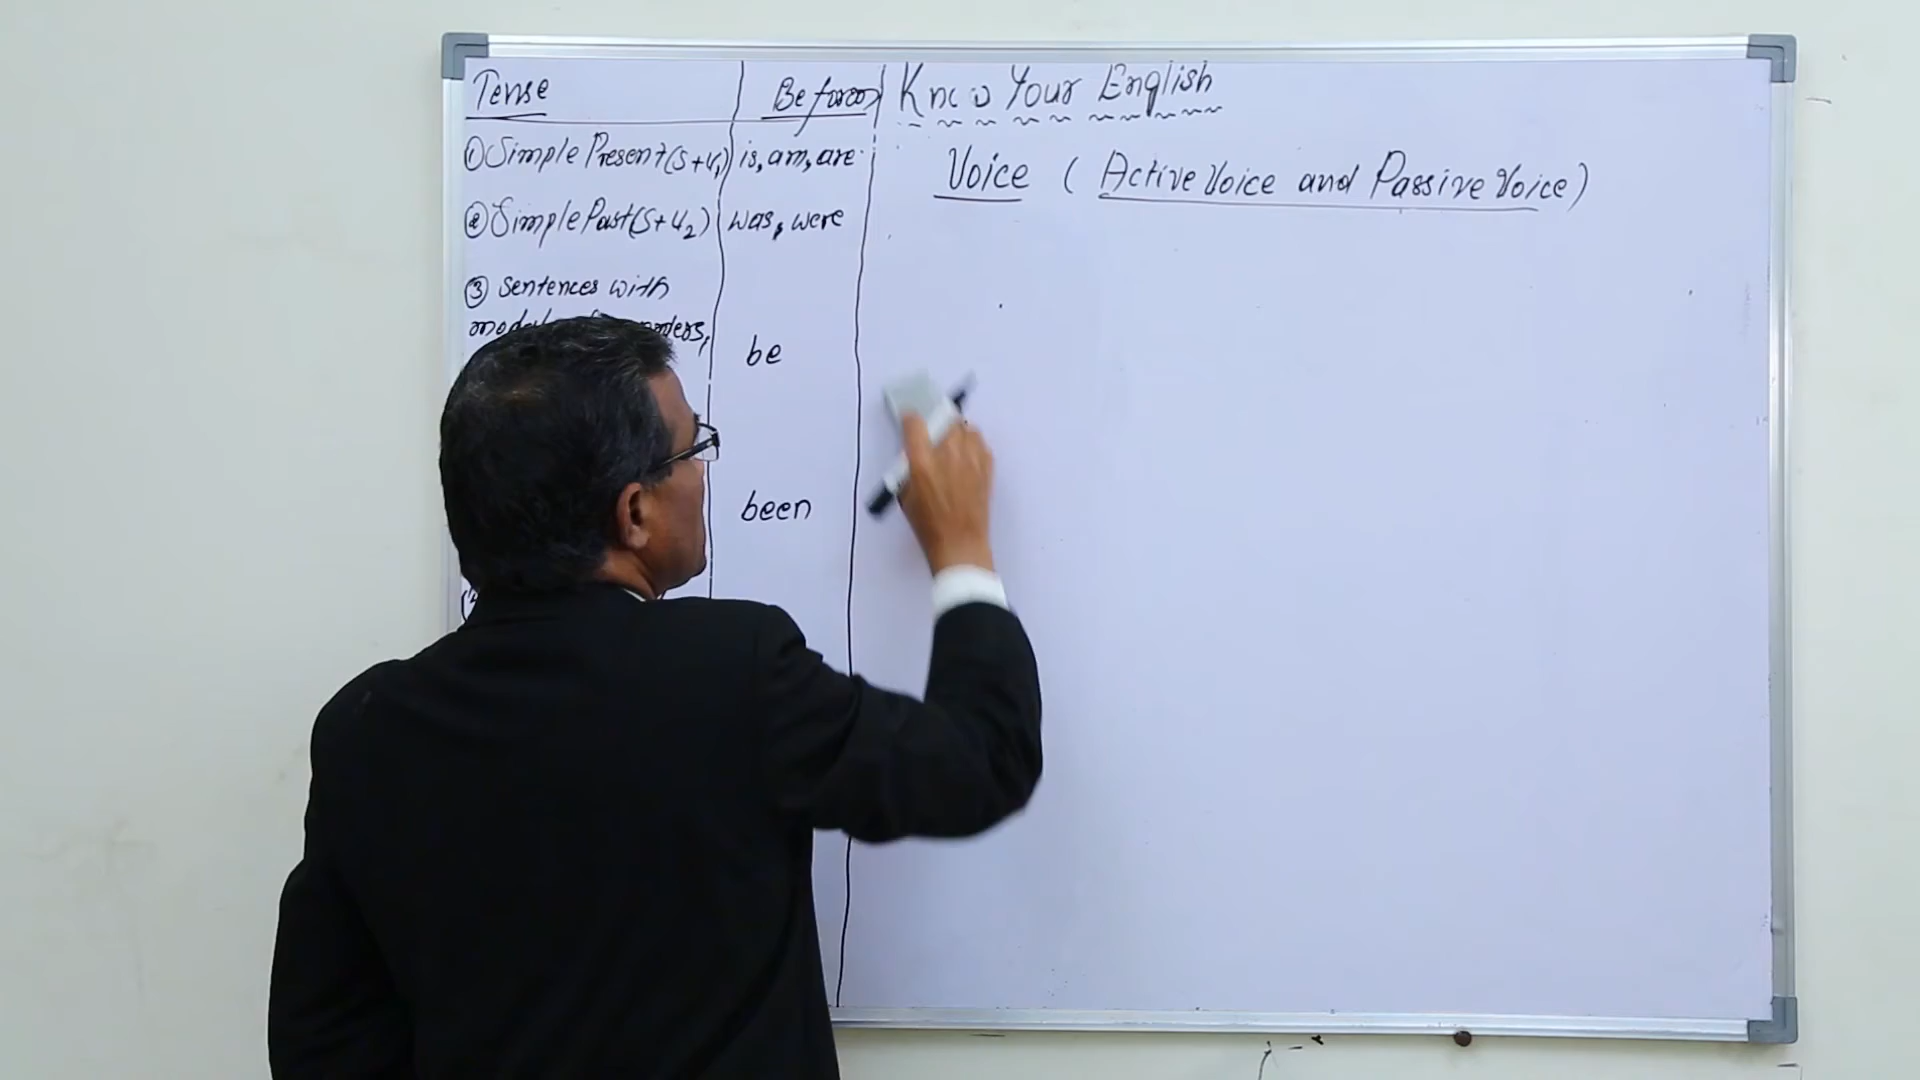 Tense
Be forms
Know Your English
Voice ( Active Voice and Passive Voice )
① Simple Present (S+V₁)
is, am, are
② Simple Past (S+V₂)
was, were
③ Sentences with
be
been